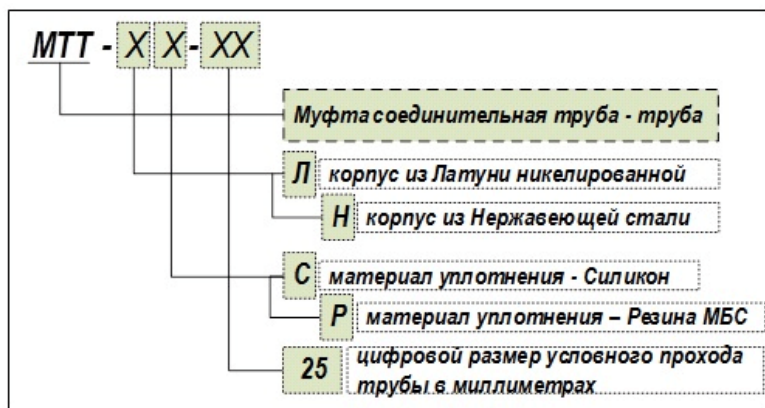 МТТ - Х Х - ХХ
Муфта соединительная труба - труба
Л корпус из Латуни никелированной
Н корпус из Нержавеющей стали
С материал уплотнения - Силикон
Р материал уплотнения – Резина МБС
25 цифровой размер условного прохода
трубы в миллиметрах